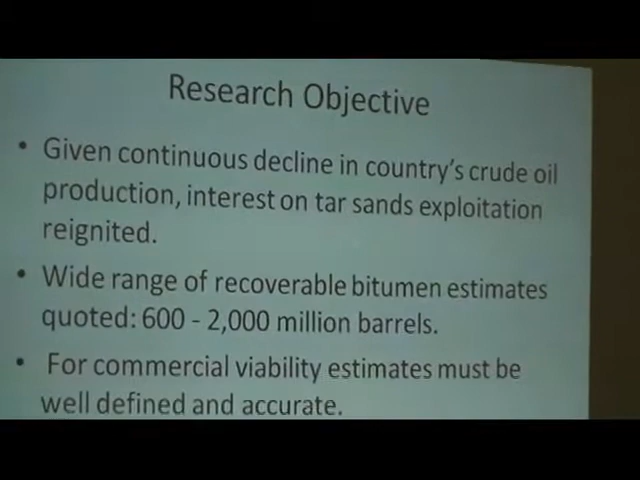 Research Objective
• Given continuous decline in country's crude oil
production, interest on tar sands exploitation
reignited.
• Wide range of recoverable bitumen estimates
quoted: 600 - 2,000 million barrels.
• For commercial viability estimates must be
well defined and accurate.